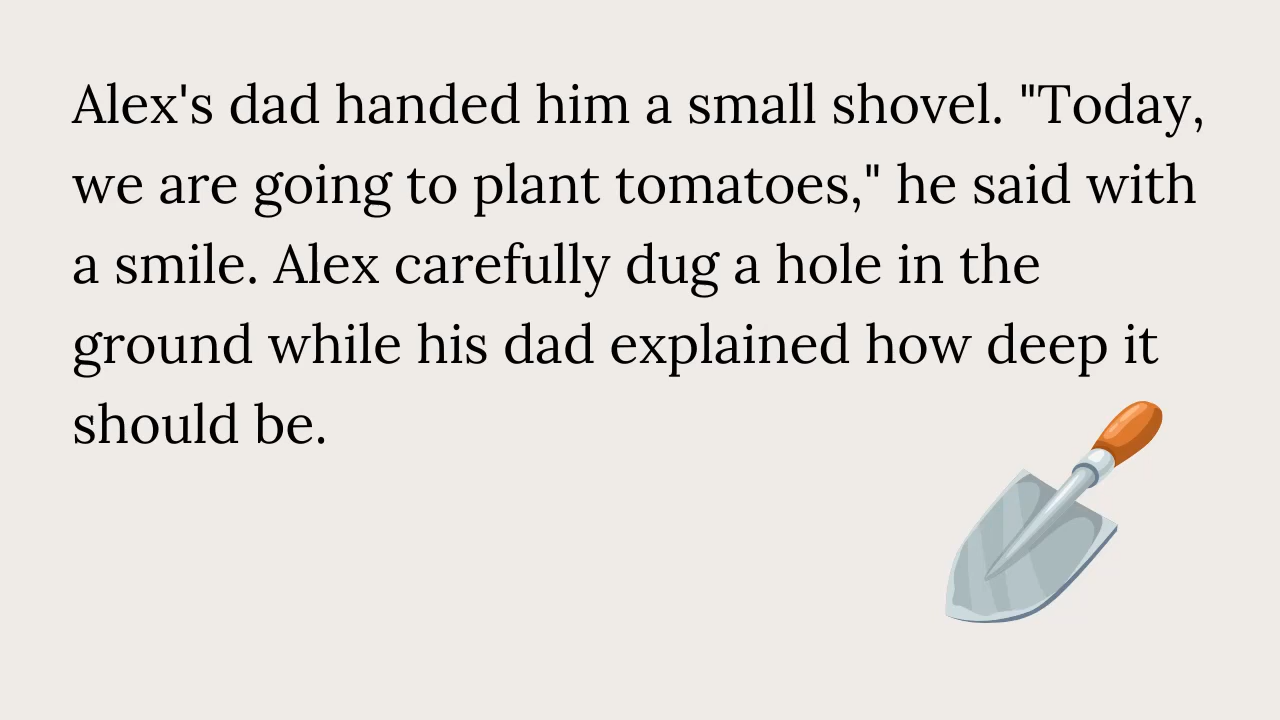 Alex's dad handed him a small shovel. "Today,
we are going to plant tomatoes," he said with
a smile. Alex carefully dug a hole in the
ground while his dad explained how deep it
should be.